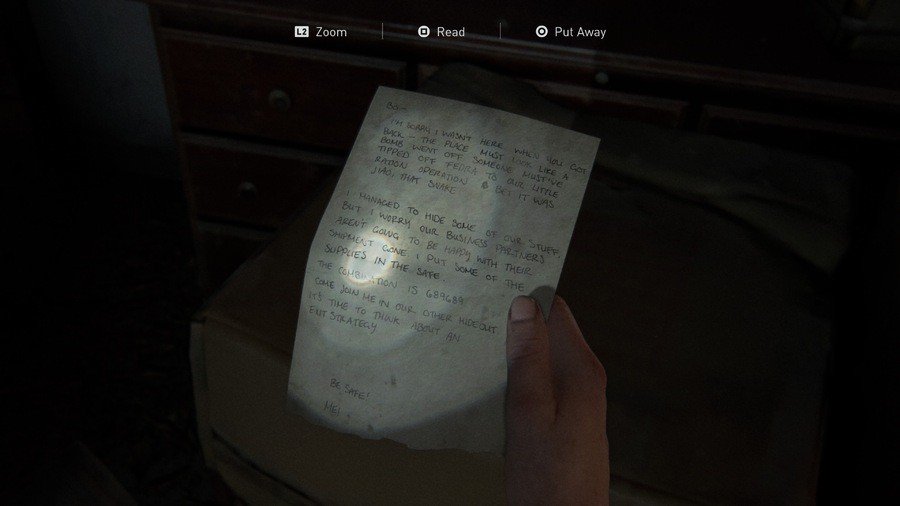 L2 Zoom
Read
Put Away
BO-
I'M SORRY I WASN'T HERE WHEN YOU GOT
BACK - THE PLACE MUST LOOK LIKE A
BOMB WENT OFF SOMEONE MUST'VE
TIPPED OFF FEDRA TO OUR LITTLE
RATION OPERATION BET IT WAS
JIAO, THAT SNAKE
I MANAGED TO HIDE SOME OF OUR STUFF,
BUT I WORRY OUR BUSINESS PARTNERS
AREN'T GOING TO BE HAPPY WITH THEIR
SHIPMENT GONE I PUT SOME OF THE
SUPPLIES IN THE SAFE
THE COMBINATION IS 689689
COME JOIN ME IN OUR OTHER HIDEOUT.
IT'S TIME TO THINK ABOUT AN
EXIT STRATEGY
BE SAFE!
MEI